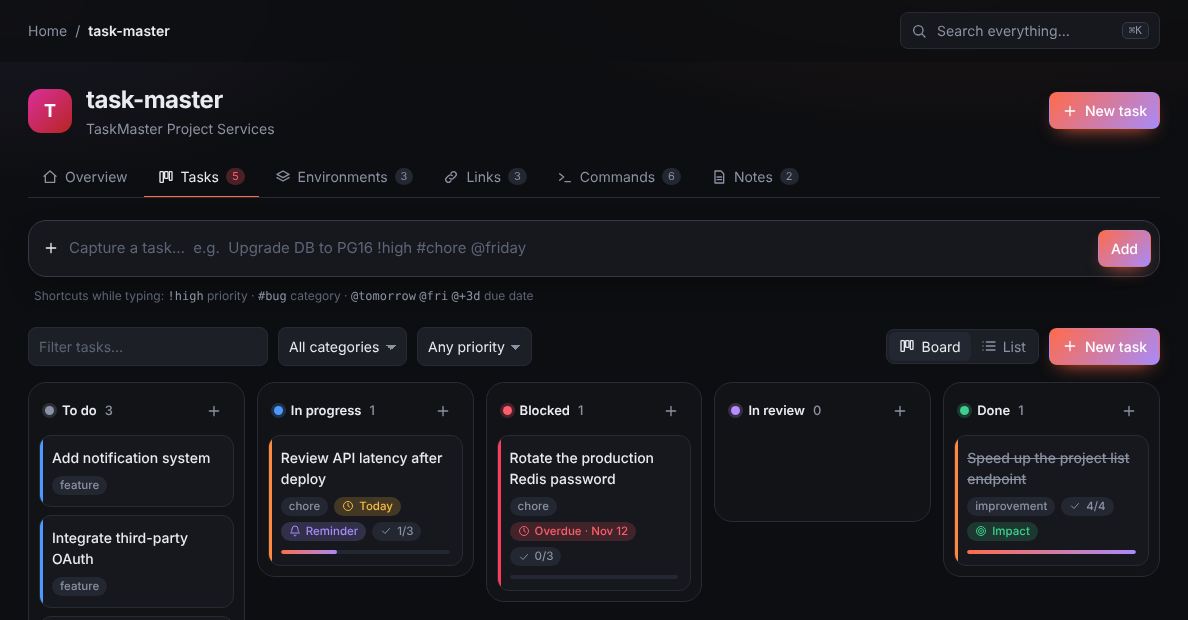 Home / task-master
Search everything... ⌘K
T
task-master
TaskMaster Project Services
+ New task
Overview
Tasks 5
Environments 3
Links 3
Commands 6
Notes 2
+ Capture a task... e.g. Upgrade DB to PG16 !high #chore @friday
Add
Shortcuts while typing: !high priority · #bug category · @tomorrow @fri @+3d due date
Filter tasks...
All categories
Any priority
Board
List
+ New task
To do 3 +
Add notification system
feature
Integrate third-party
OAuth
feature
In progress 1 +
Review API latency after
deploy
chore Today
Reminder 1/3
Blocked 1 +
Rotate the production
Redis password
chore
Overdue · Nov 12
0/3
In review 0 +
Done 1 +
Speed up the project list
endpoint
improvement 4/4
Impact